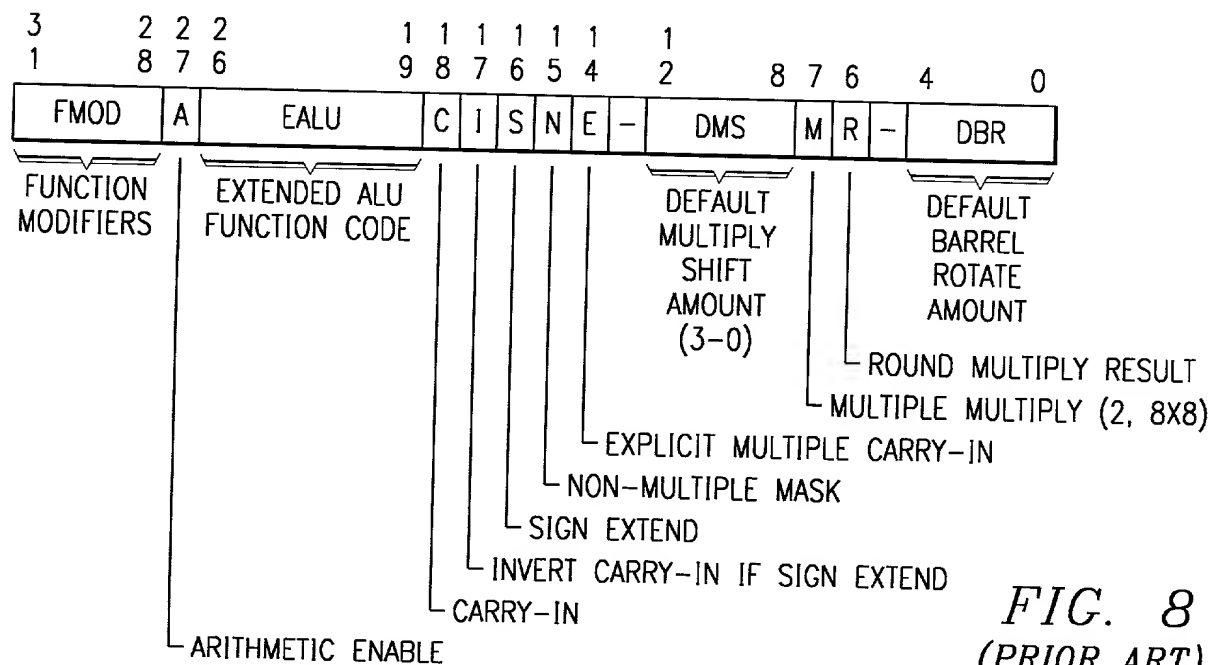 3 2 2 2 1 1 1 1 1 1 1
1 8 7 6 9 8 7 6 5 4 2 8 7 6 4 0
FMOD A EALU C I S N E - DMS M R - DBR
FUNCTION
MODIFIERS
EXTENDED ALU
FUNCTION CODE
DEFAULT
MULTIPLY
SHIFT
AMOUNT
(3-0)
DEFAULT
BARREL
ROTATE
AMOUNT
ROUND MULTIPLY RESULT
MULTIPLE MULTIPLY (2, 8X8)
EXPLICIT MULTIPLE CARRY-IN
NON-MULTIPLE MASK
SIGN EXTEND
INVERT CARRY-IN IF SIGN EXTEND
CARRY-IN
ARITHMETIC ENABLE
FIG. 8
(PRIOR ART)